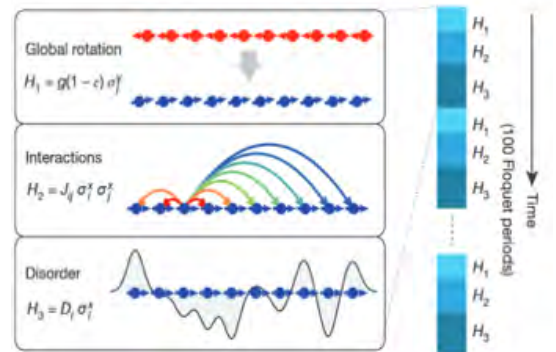 Global rotation
H₁ = g(1 − ε) σⱼʸ
Interactions
H₂ = Jᵢⱼ σᵢˣ σⱼˣ
Disorder
H₃ = Dᵢ σᵢˣ
H₁
H₂
H₃
H₁
H₂
H₃
H₁
H₂
H₃
Time
(100 Floquet periods)